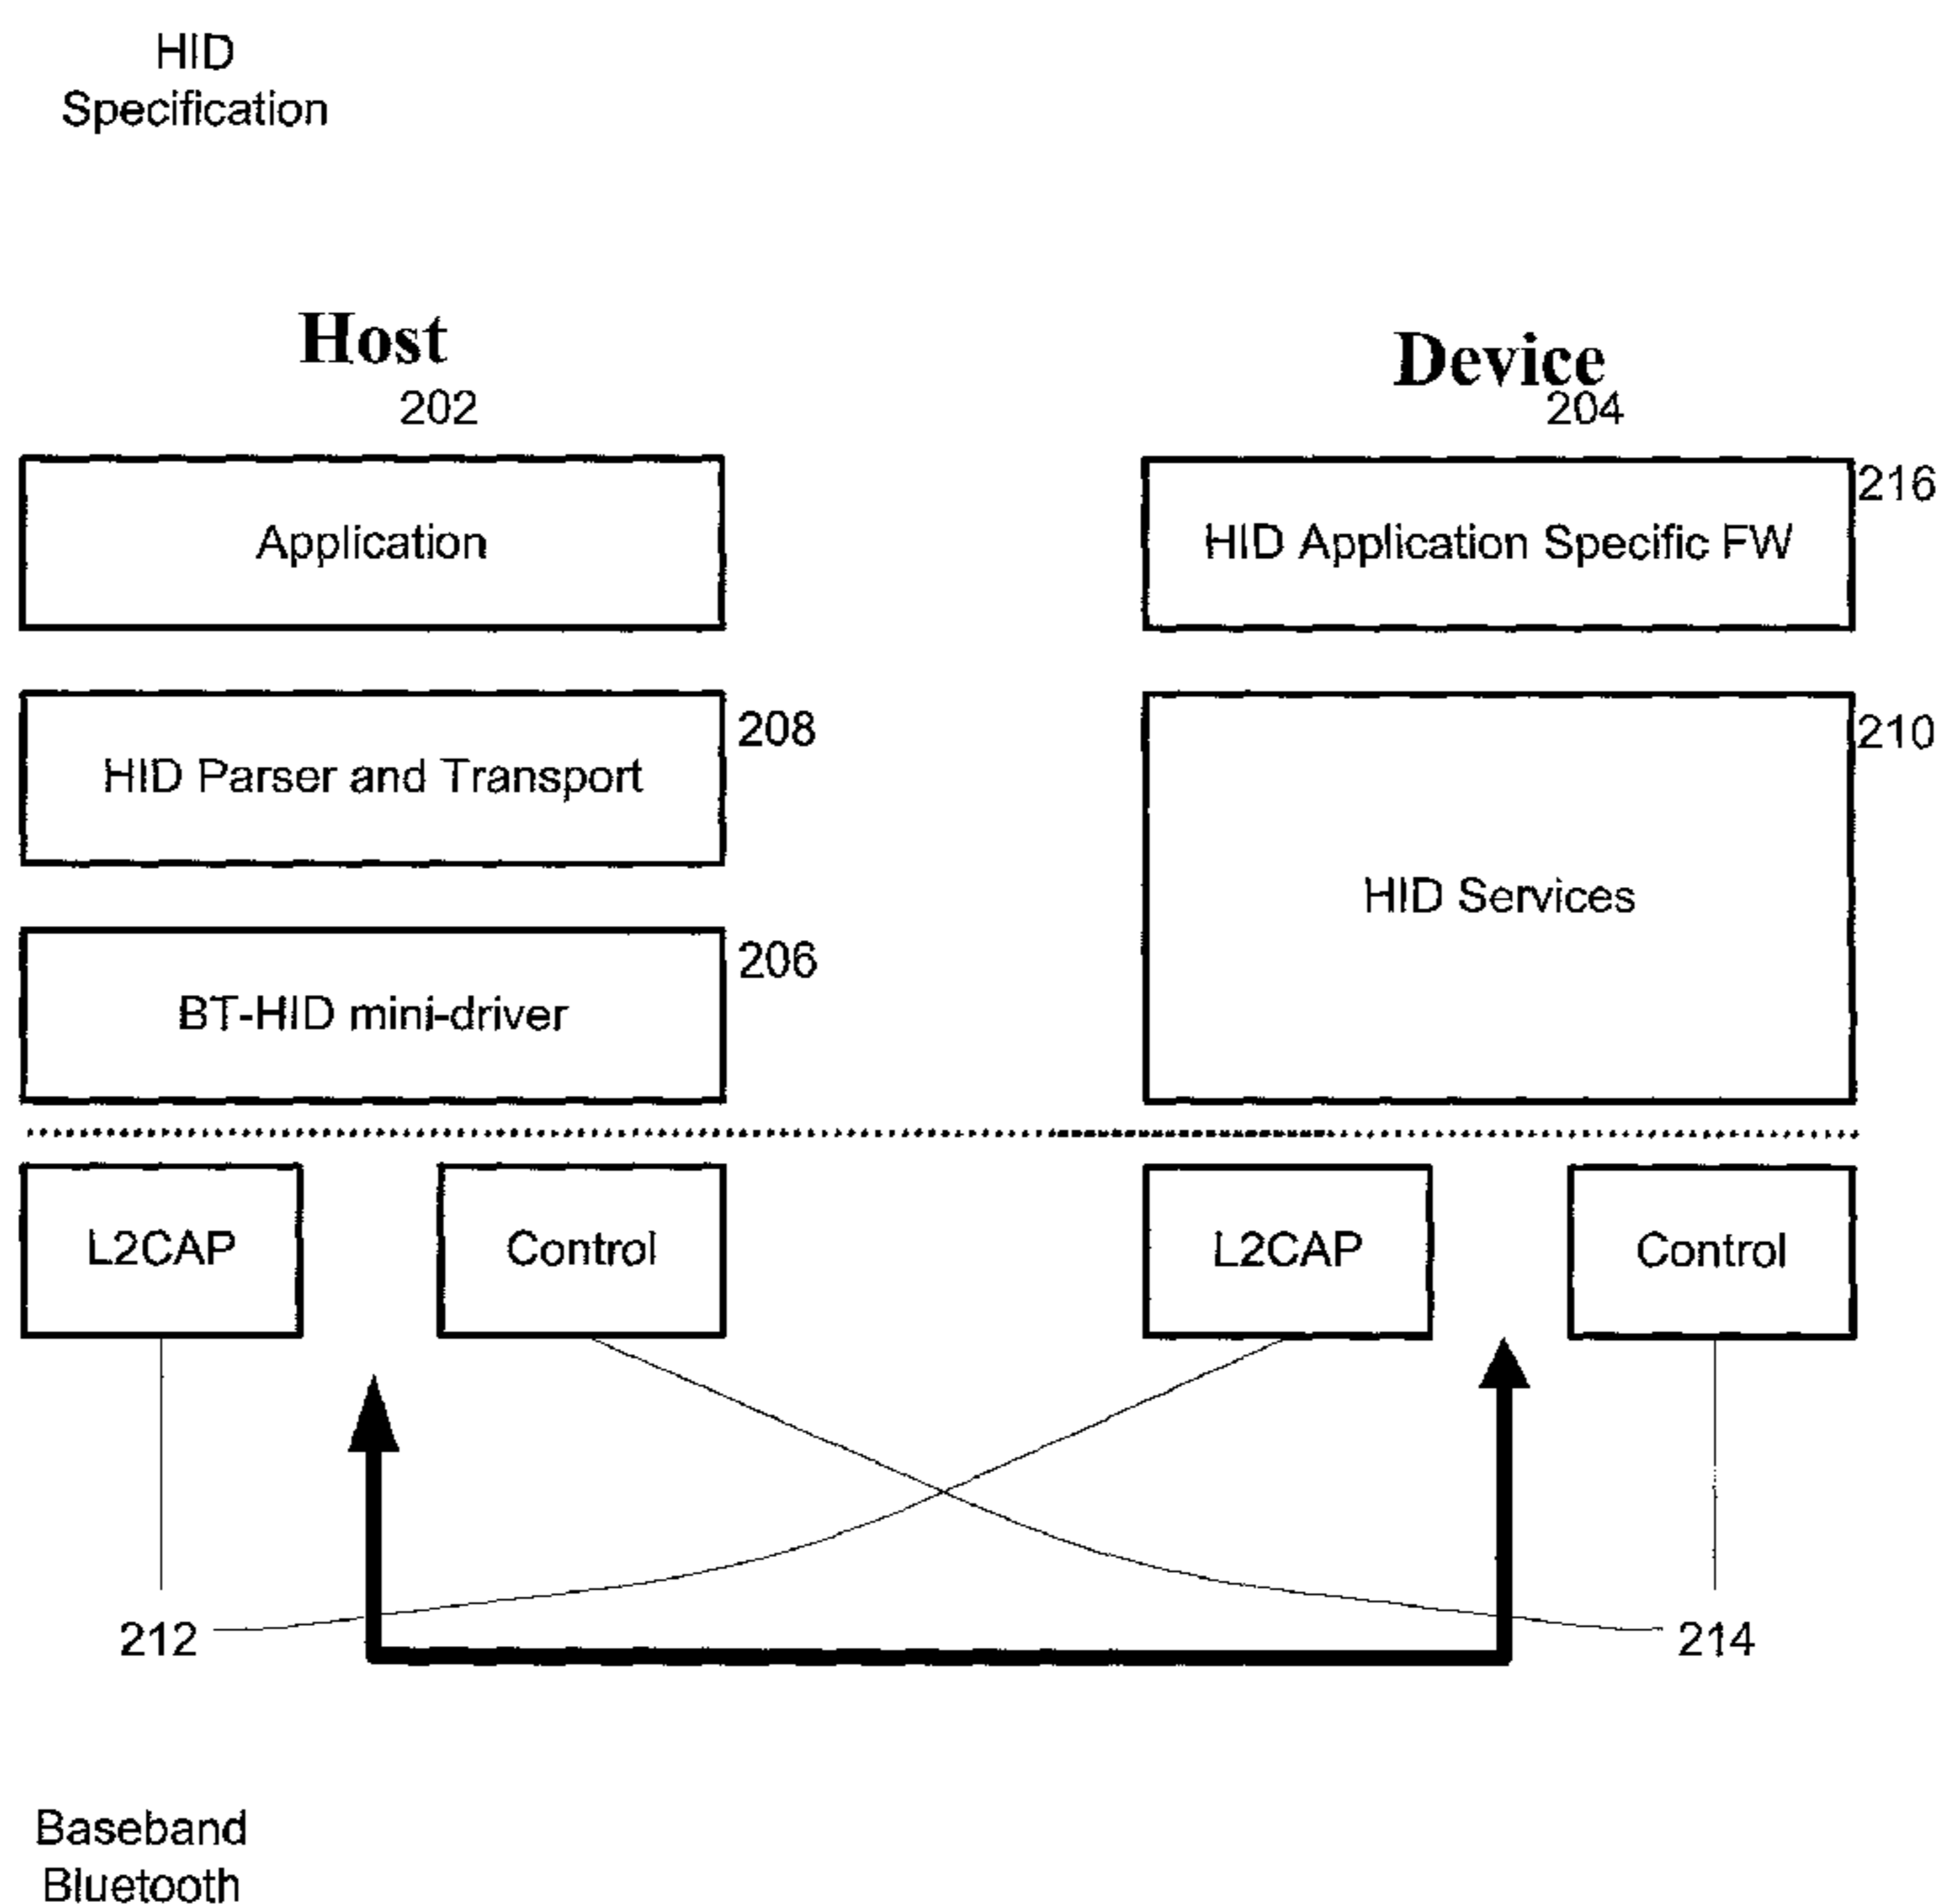 HID
Specification
Host
202
Device
204
Application
HID Application Specific FW
216
HID Parser and Transport
208
HID Services
210
BT-HID mini-driver
206
L2CAP
Control
L2CAP
Control
212
214
Baseband
Bluetooth